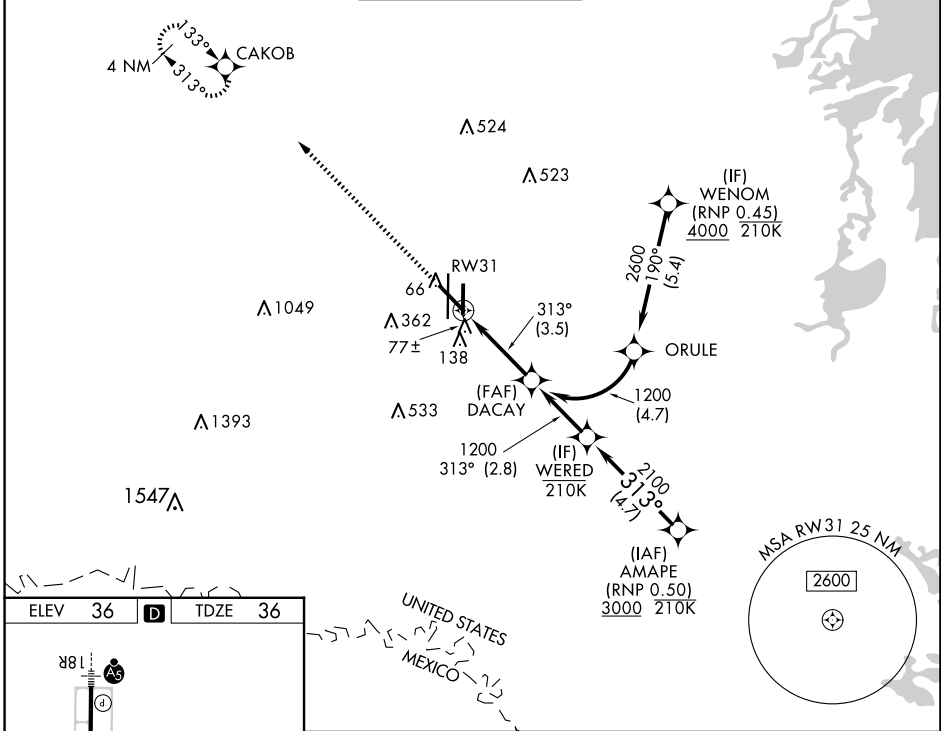 133°
CAKOB
4 NM
313°
524
523
(IF)
WENOM
(RNP 0.45)
4000 210K
2600
190°
(5.4)
RW31
66
1049
362
77±
138
313°
(3.5)
ORULE
(FAF)
DACAY
1200
(4.7)
533
1393
1200
313° (2.8)
(IF)
WERED
210K
2100
313°
(4.7)
1547
(IAF)
AMAPE
(RNP 0.50)
3000 210K
MSA RW31 25 NM
2600
ELEV 36 D TDZE 36
UNITED STATES
MEXICO
18R
A5
P